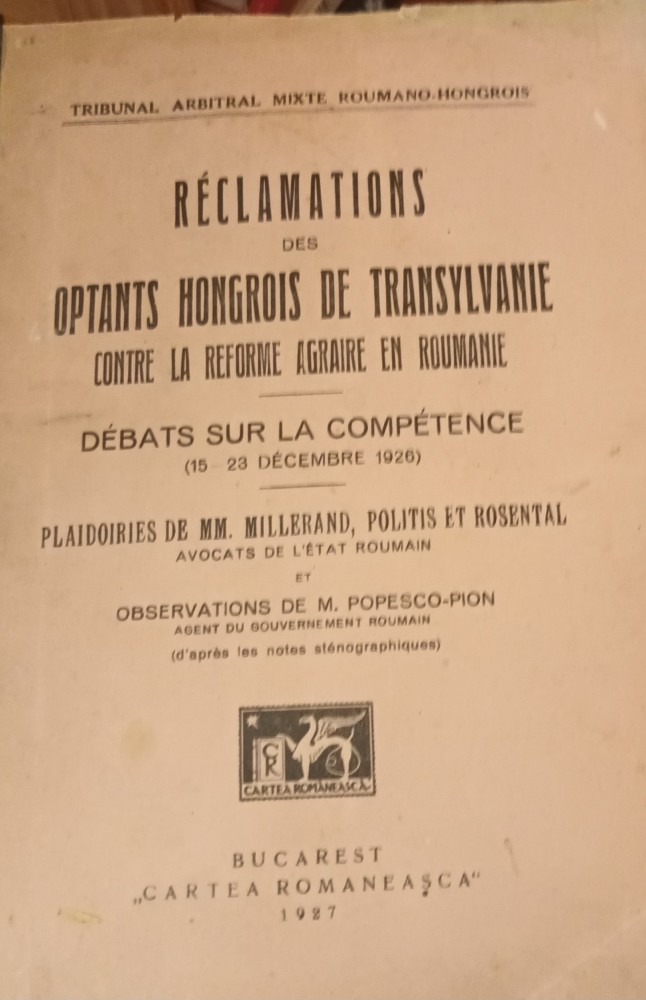 TRIBUNAL ARBITRAL MIXTE ROUMANO-HONGROIS
RÉCLAMATIONS
DES
OPTANTS HONGROIS DE TRANSYLVANIE
CONTRE LA REFORME AGRAIRE EN ROUMANIE
DÉBATS SUR LA COMPÉTENCE
(15 23 DÉCEMBRE 1926)
PLAIDOIRIES DE MM. MILLERAND, POLITIS ET ROSENTAL
AVOCATS DE L'ÉTAT ROUMAIN
ET
OBSERVATIONS DE M. POPESCO-PION
AGENT DU GOUVERNEMENT ROUMAIN
(d'après les notes sténographiques)
CR
CARTEA ROMÂNEASCĂ
BUCAREST
„CARTEA ROMANEAŞCA"
1927